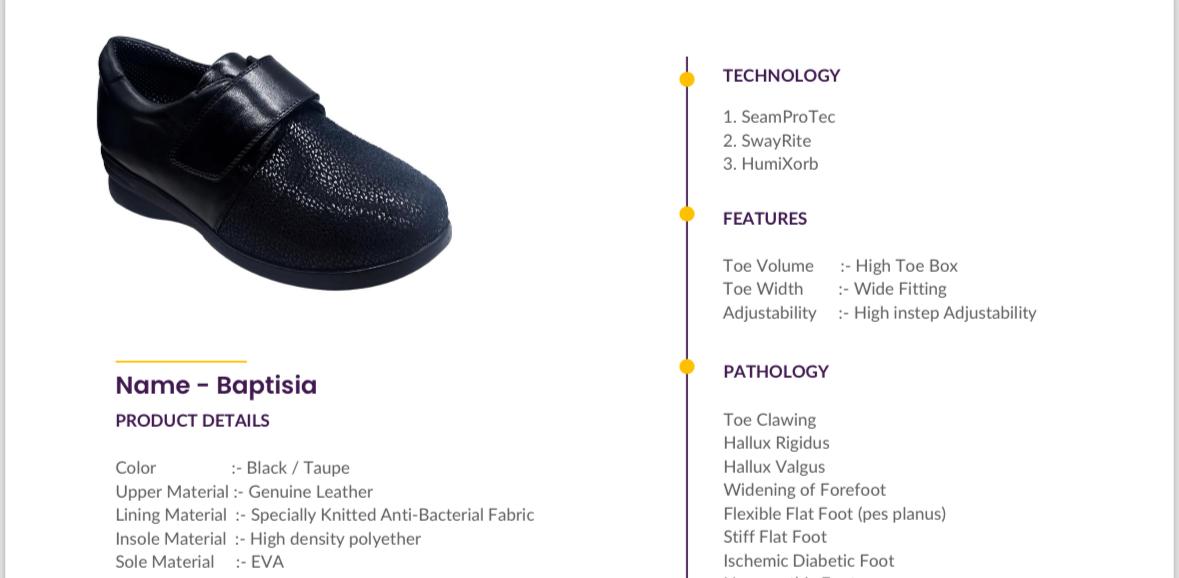 Name - Baptisia
PRODUCT DETAILS
Color :- Black / Taupe
Upper Material :- Genuine Leather
Lining Material :- Specially Knitted Anti-Bacterial Fabric
Insole Material :- High density polyether
Sole Material :- EVA
TECHNOLOGY
1. SeamProTec
2. SwayRite
3. HumiXorb
FEATURES
Toe Volume :- High Toe Box
Toe Width :- Wide Fitting
Adjustability :- High instep Adjustability
PATHOLOGY
Toe Clawing
Hallux Rigidus
Hallux Valgus
Widening of Forefoot
Flexible Flat Foot (pes planus)
Stiff Flat Foot
Ischemic Diabetic Foot